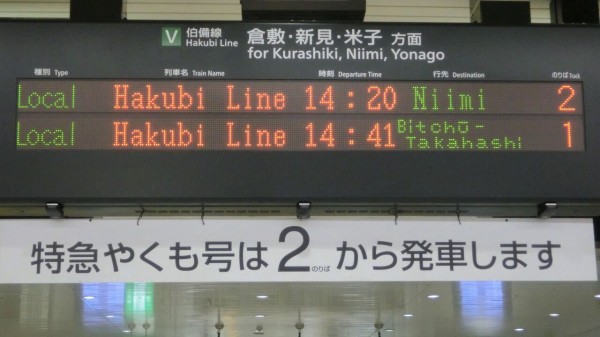 V 伯備線 倉敷・新見・米子 方面
Hakubi Line for Kurashiki, Niimi, Yonago
種別 Type 列車名 Train Name 時刻 Departure Time 行先 Destination のりば Track
Local Hakubi Line 14:20 Niimi 2
Local Hakubi Line 14:41 Bitchū-Takahashi 1
特急やくも号は 2 のりば から発車します